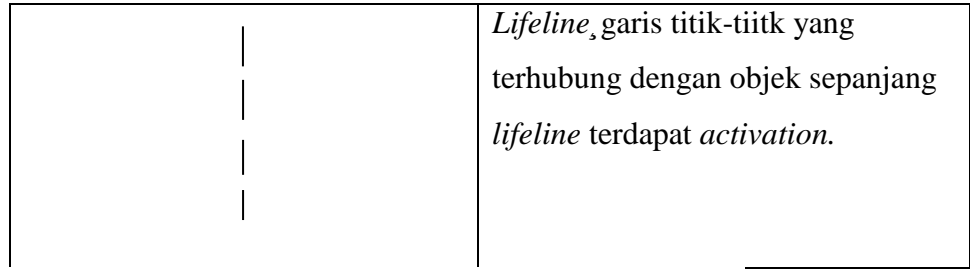 Lifeline¸garis titik-tiitk yang
terhubung dengan objek sepanjang
lifeline terdapat activation.